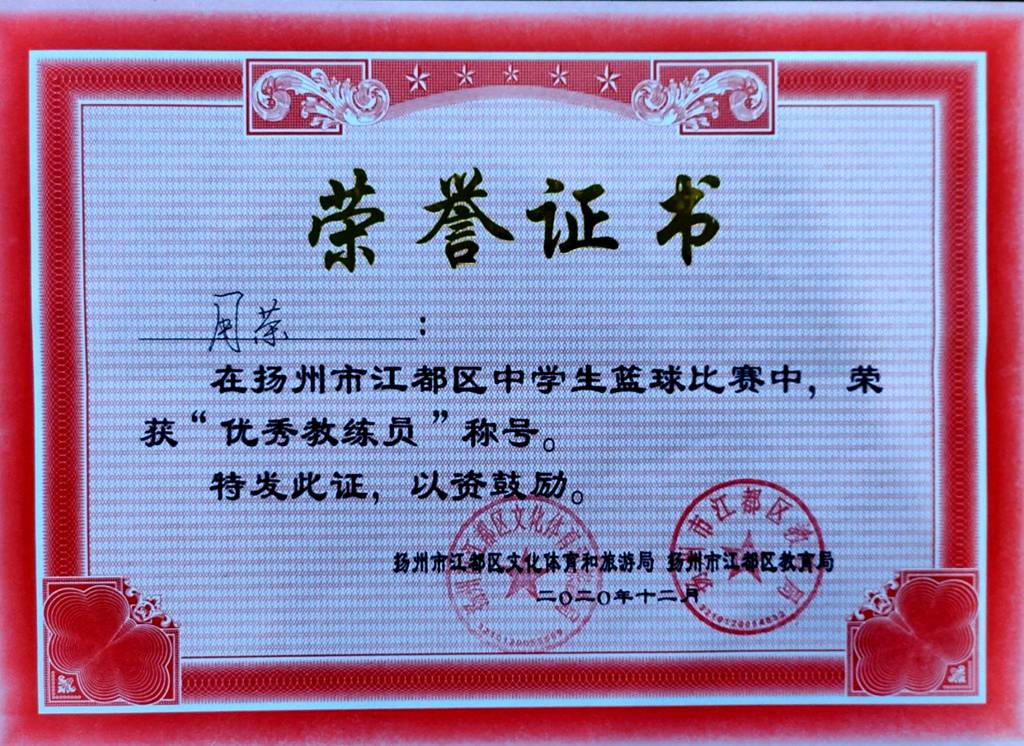 荣誉证书
周荣：
在扬州市江都区中学生篮球比赛中，荣
获“优秀教练员”称号。
特发此证，以资鼓励。
扬州市江都区文化体育和旅游局 扬州市江都区教育局
二〇二〇年十二月